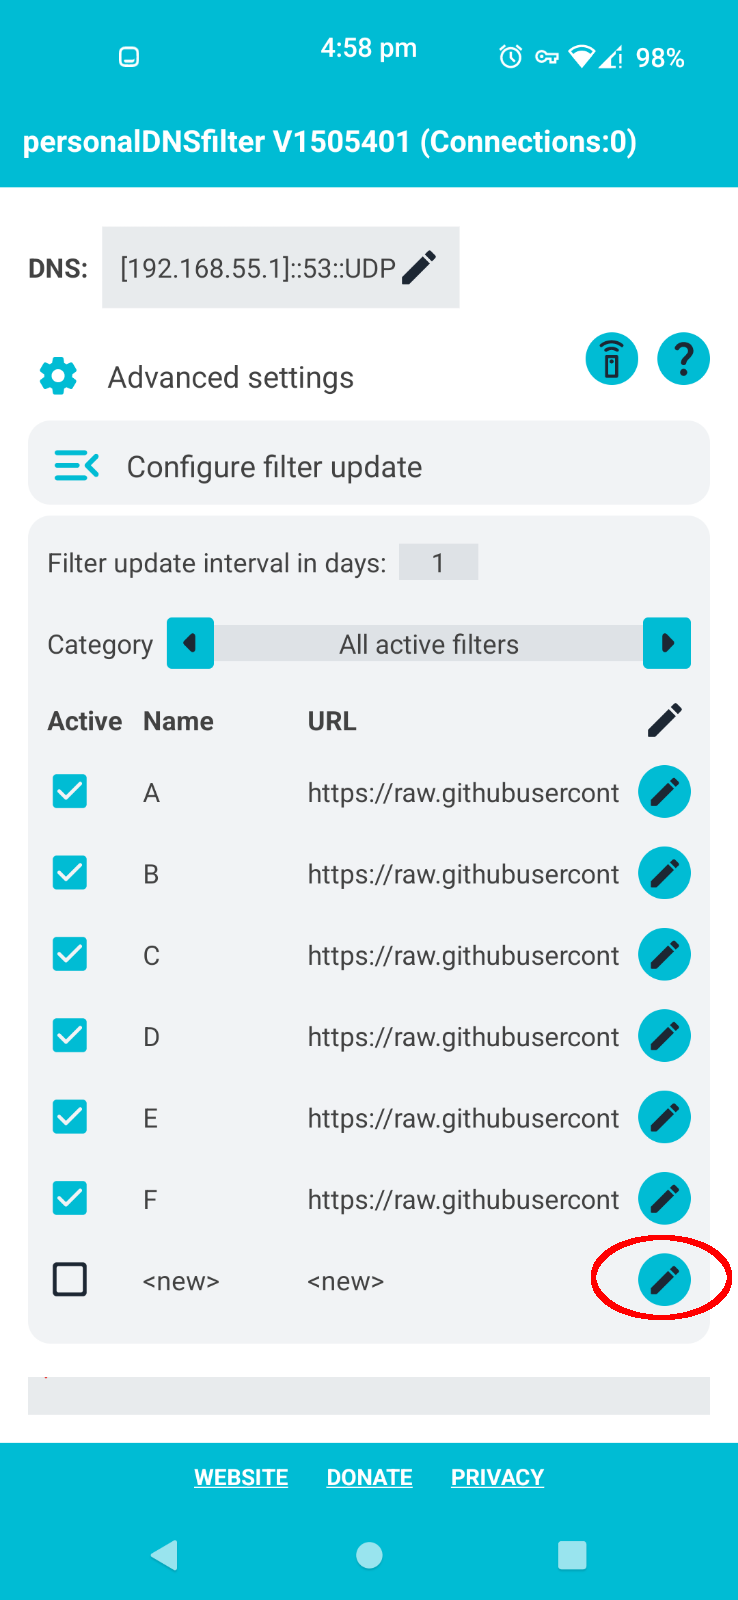 4:58 pm
98%
personalDNSfilter V1505401 (Connections:0)
DNS: [192.168.55.1]::53::UDP
Advanced settings
?
Configure filter update
Filter update interval in days: 1
Category All active filters
Active Name URL
A https://raw.githubusercont
B https://raw.githubusercont
C https://raw.githubusercont
D https://raw.githubusercont
E https://raw.githubusercont
F https://raw.githubusercont
<new> <new>
WEBSITE DONATE PRIVACY